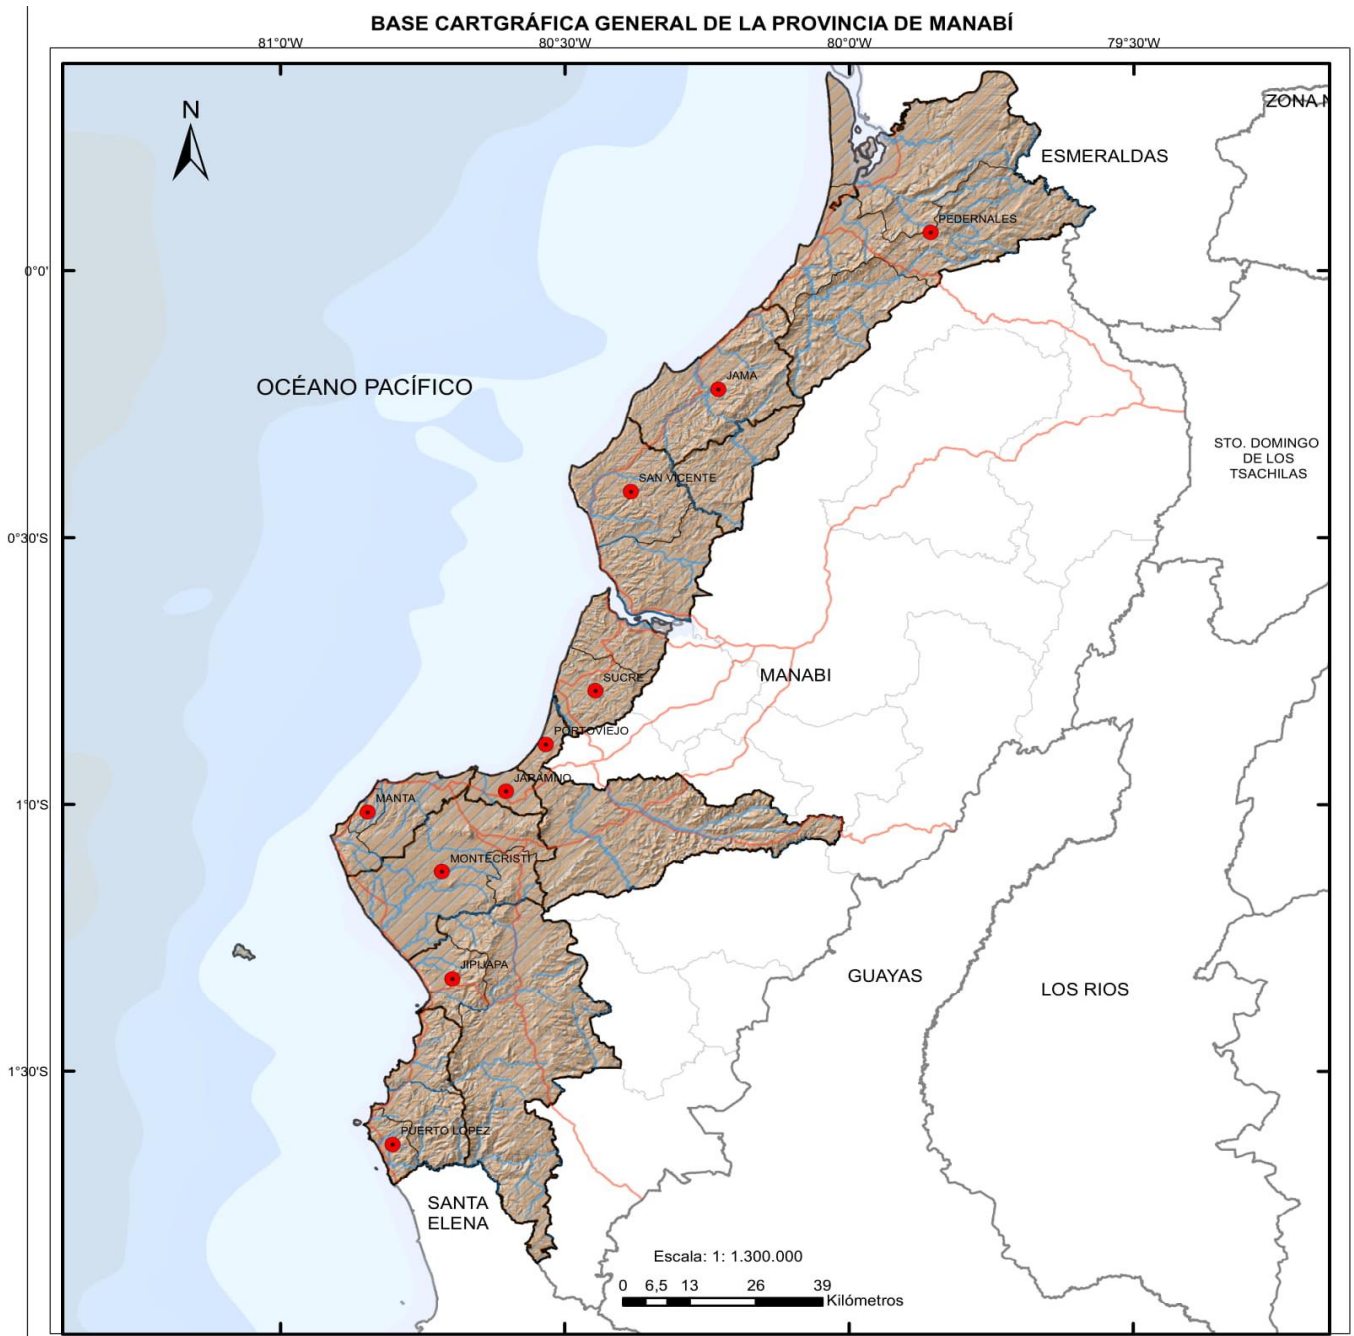 BASE CARTGRÁFICA GENERAL DE LA PROVINCIA DE MANABÍ
81°0'W 80°30'W 80°0'W 79°30'W
N
ZONA N
ESMERALDAS
PEDERNALES
0°0'
JAMA
OCÉANO PACÍFICO
STO. DOMINGO
DE LOS
TSACHILAS
SAN VICENTE
0°30'S
SUCRE
MANABI
PORTOVIEJO
JARAMIJO
MANTA
1°0'S
MONTECRISTI
JIPIJAPA
GUAYAS
LOS RIOS
1°30'S
PUERTO LÓPEZ
SANTA
ELENA
Escala: 1: 1.300.000
0 6,5 13 26 39
Kilómetros